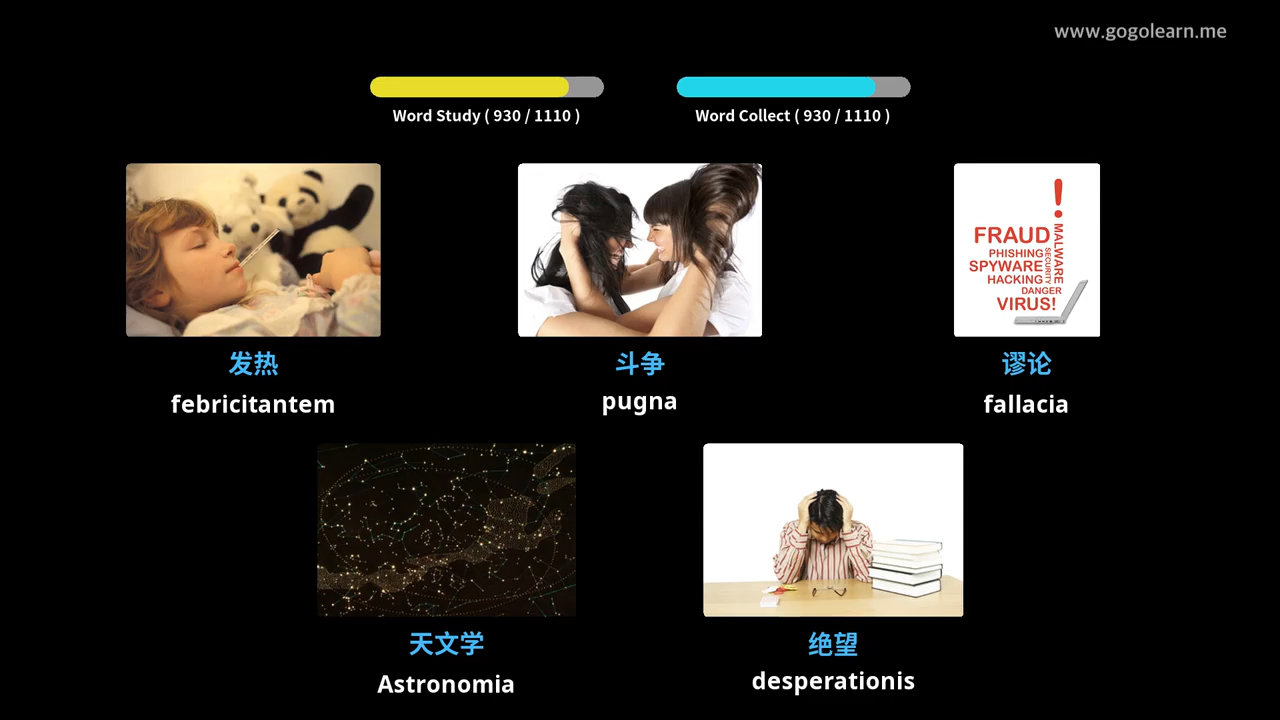 www.gogolearn.me
Word Study ( 930 / 1110 )
Word Collect ( 930 / 1110 )
!
FRAUD
PHISHING
SPYWARE
HACKING
DANGER
VIRUS!
MALWARE
SECURITY
发热
斗争
谬论
febricitantem
pugna
fallacia
天文学
绝望
Astronomia
desperationis